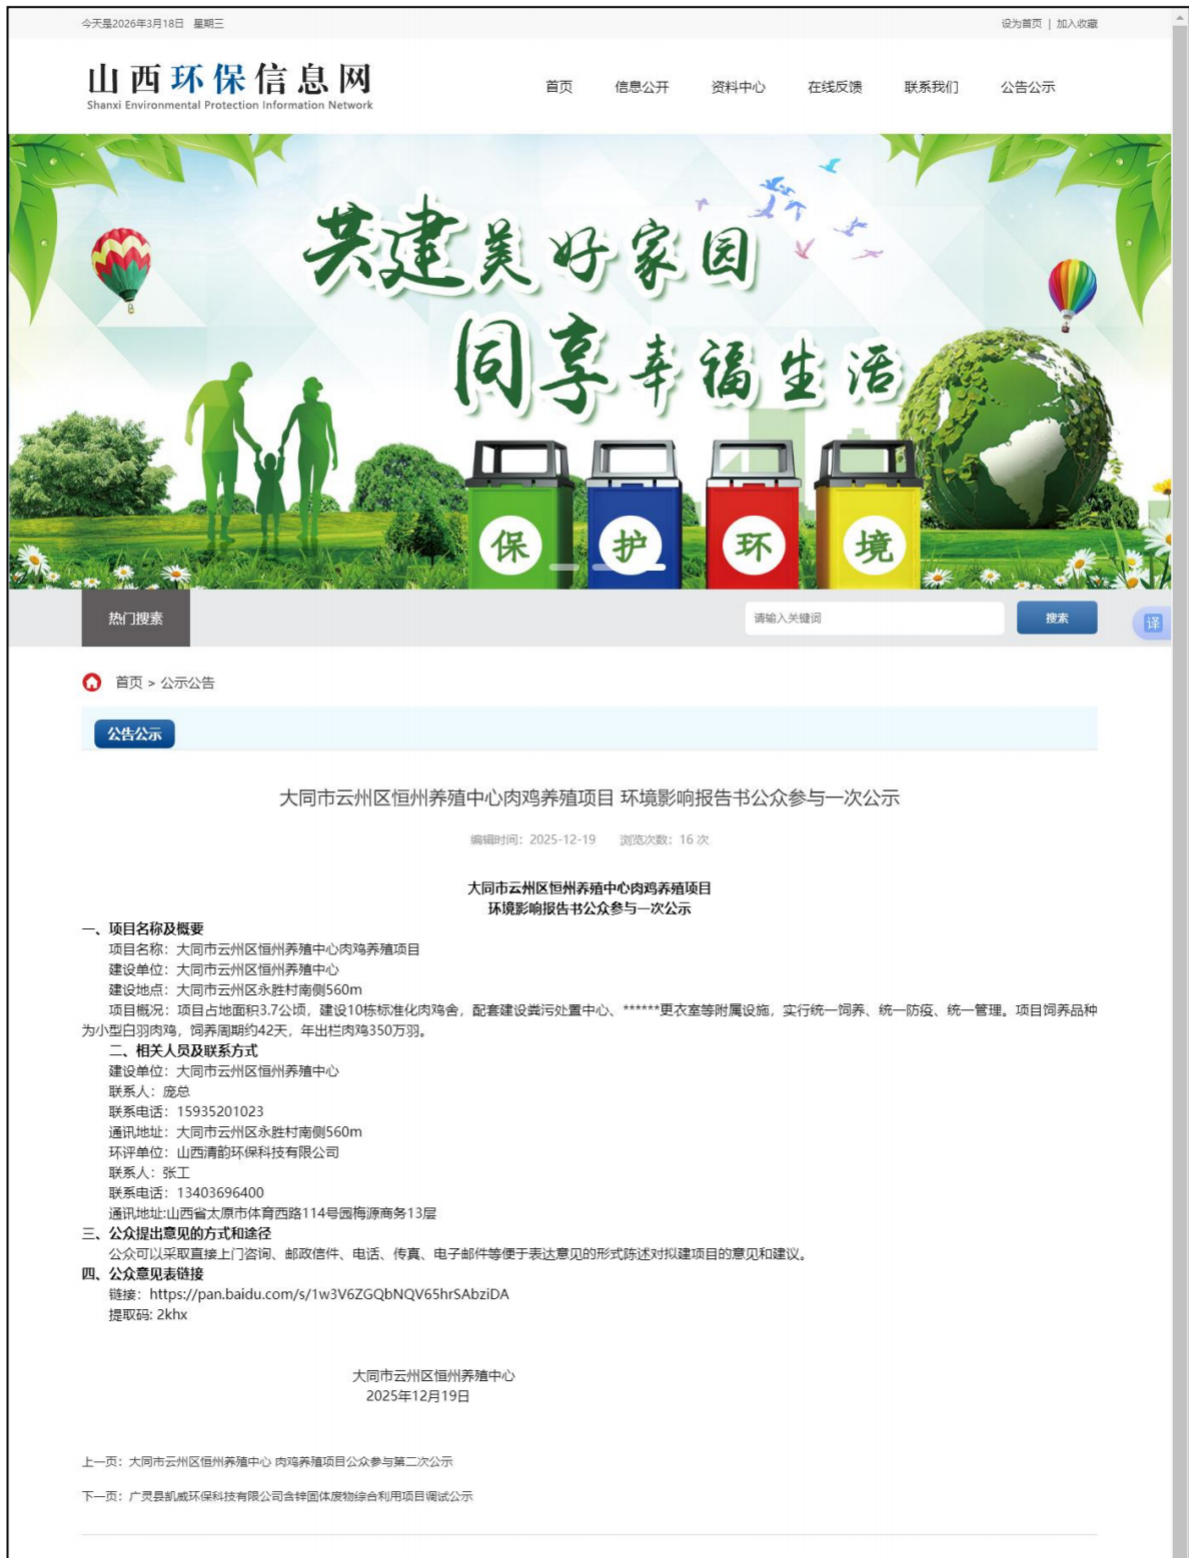 今天是2026年3月18日 星期三
设为首页 | 加入收藏
山西环保信息网
Shanxi Environmental Protection Information Network
首页 信息公开 资料中心 在线反馈 联系我们 公告公示
共建美好家园
同享幸福生活
保 护 环 境
热门搜素
请输入关键词
搜索
译
首页 > 公示公告
公告公示
大同市云州区恒州养殖中心肉鸡养殖项目 环境影响报告书公众参与一次公示
编辑时间：2025-12-19 浏览次数：16 次
大同市云州区恒州养殖中心肉鸡养殖项目
环境影响报告书公众参与一次公示
一、项目名称及概要
项目名称：大同市云州区恒州养殖中心肉鸡养殖项目
建设单位：大同市云州区恒州养殖中心
建设地点：大同市云州区永胜村南侧560m
项目概况：项目占地面积3.7公顷，建设10栋标准化肉鸡舍，配套建设粪污处置中心、******更衣室等附属设施，实行统一饲养、统一防疫、统一管理。项目饲养品种
为小型白羽肉鸡，饲养周期约42天，年出栏肉鸡350万羽。
二、相关人员及联系方式
建设单位：大同市云州区恒州养殖中心
联系人：庞总
联系电话：15935201023
通讯地址：大同市云州区永胜村南侧560m
环评单位：山西清韵环保科技有限公司
联系人：张工
联系电话：13403696400
通讯地址:山西省太原市体育西路114号园梅源商务13层
三、公众提出意见的方式和途径
公众可以采取直接上门咨询、邮政信件、电话、传真、电子邮件等便于表达意见的形式陈述对拟建项目的意见和建议。
四、公众意见表链接
链接：https://pan.baidu.com/s/1w3V6ZGQbNQV65hrSAbziDA
提取码: 2khx
大同市云州区恒州养殖中心
2025年12月19日
上一页：大同市云州区恒州养殖中心 肉鸡养殖项目公众参与第二次公示
下一页：广灵县凯威环保科技有限公司含锌固体废物综合利用项目调试公示